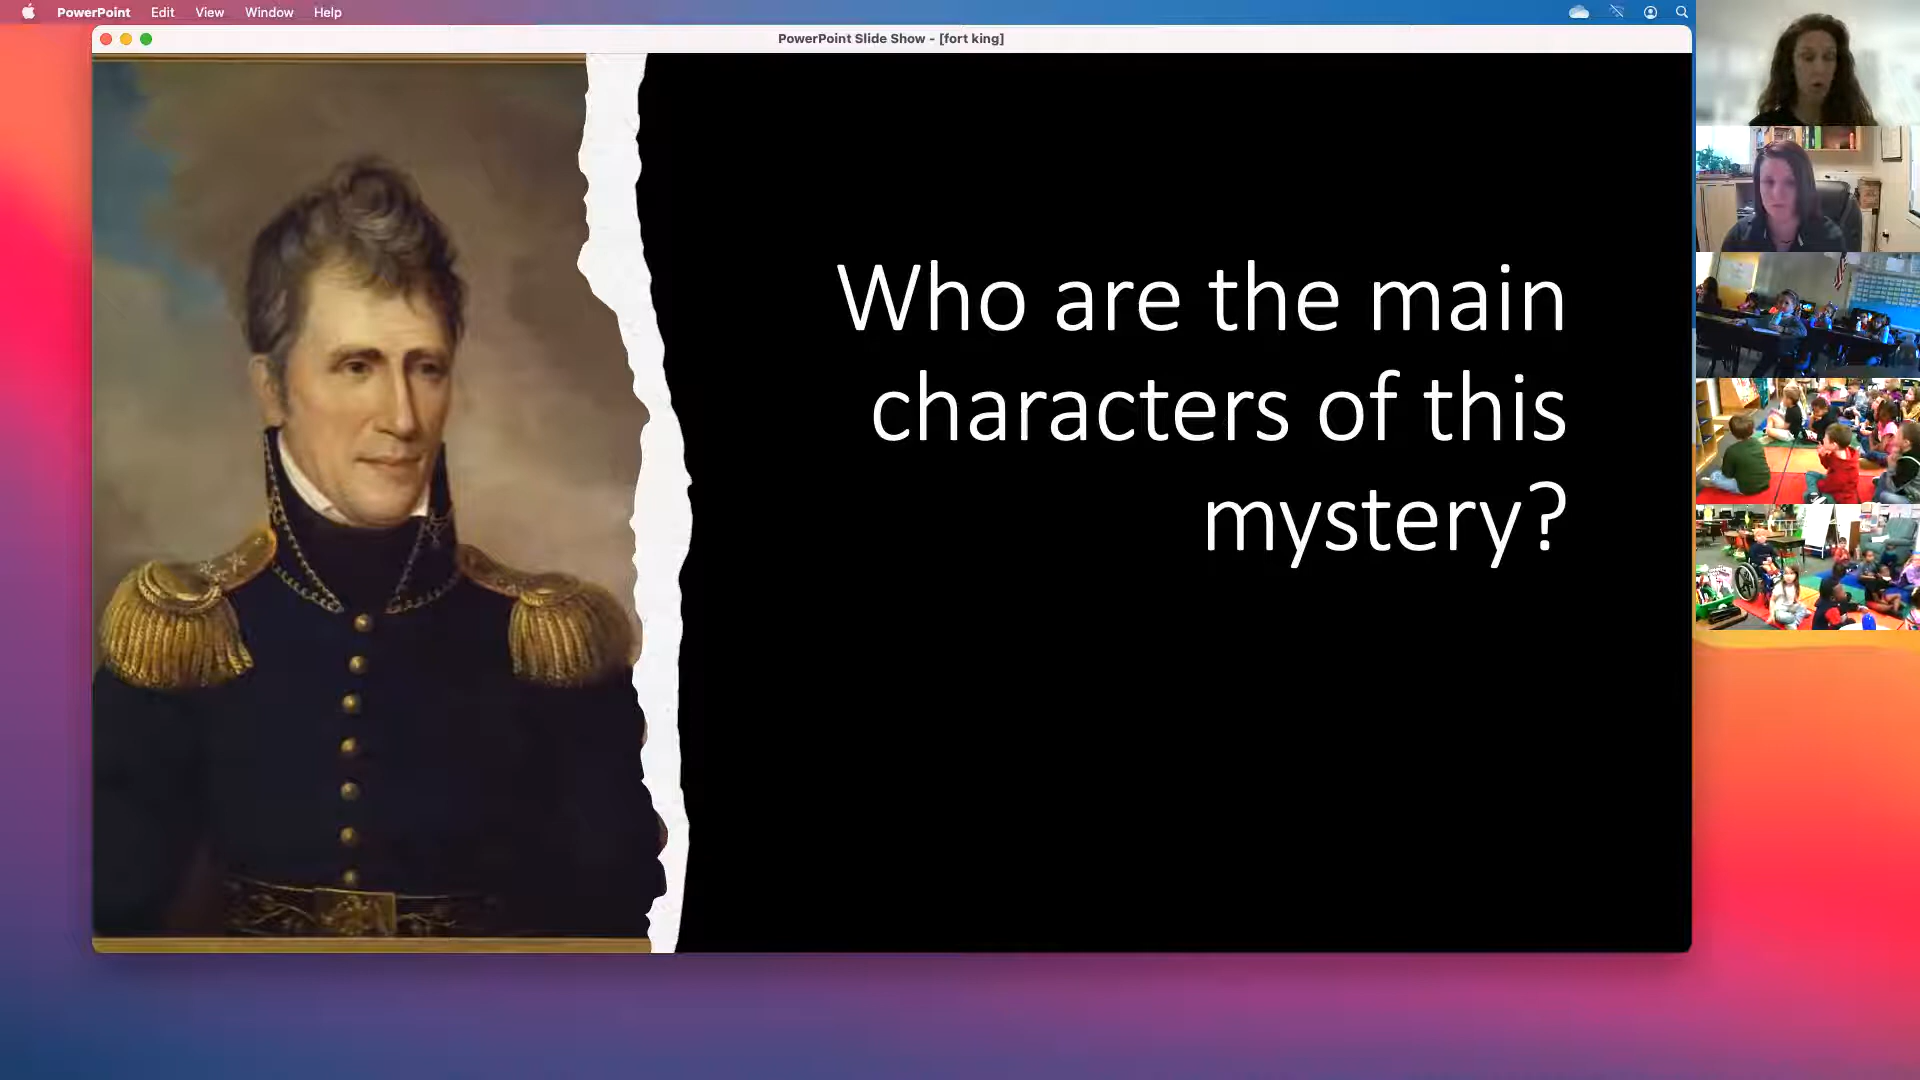 PowerPoint Edit View Window Help
PowerPoint Slide Show - [fort king]
Who are the main
characters of this
mystery?